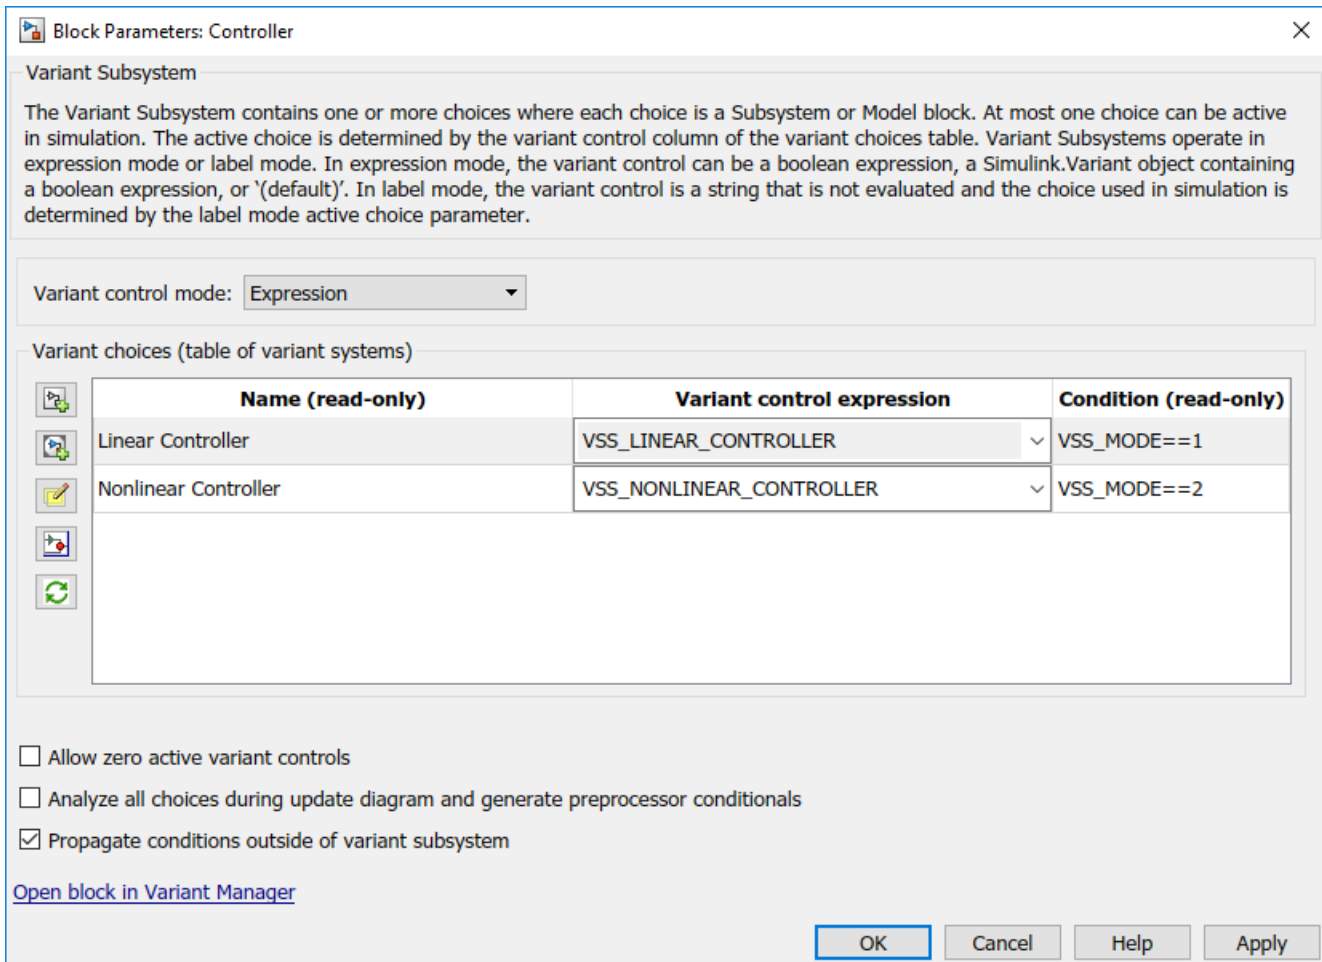 Block Parameters: Controller
Variant Subsystem
The Variant Subsystem contains one or more choices where each choice is a Subsystem or Model block. At most one choice can be active
in simulation. The active choice is determined by the variant control column of the variant choices table. Variant Subsystems operate in
expression mode or label mode. In expression mode, the variant control can be a boolean expression, a Simulink.Variant object containing
a boolean expression, or ‘(default)’. In label mode, the variant control is a string that is not evaluated and the choice used in simulation is
determined by the label mode active choice parameter.
Variant control mode: Expression
Variant choices (table of variant systems)
Name (read-only) Variant control expression Condition (read-only)
Linear Controller VSS_LINEAR_CONTROLLER VSS_MODE==1
Nonlinear Controller VSS_NONLINEAR_CONTROLLER VSS_MODE==2
Allow zero active variant controls
Analyze all choices during update diagram and generate preprocessor conditionals
Propagate conditions outside of variant subsystem
Open block in Variant Manager
OK Cancel Help Apply